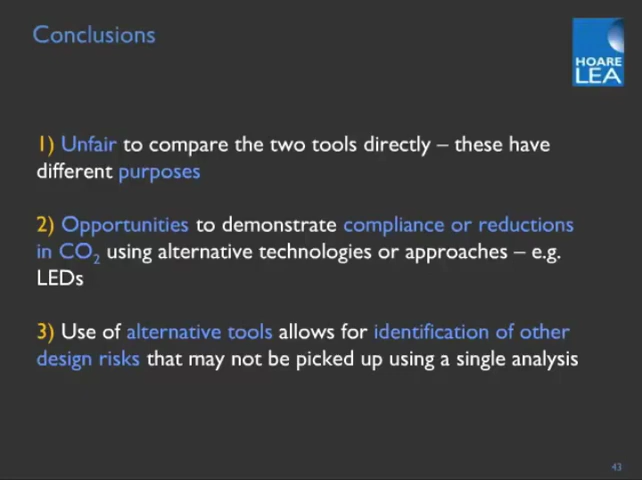 Conclusions
HOARE
LEA
1) Unfair to compare the two tools directly – these have
different purposes
2) Opportunities to demonstrate compliance or reductions
in CO₂ using alternative technologies or approaches – e.g.
LEDs
3) Use of alternative tools allows for identification of other
design risks that may not be picked up using a single analysis
43